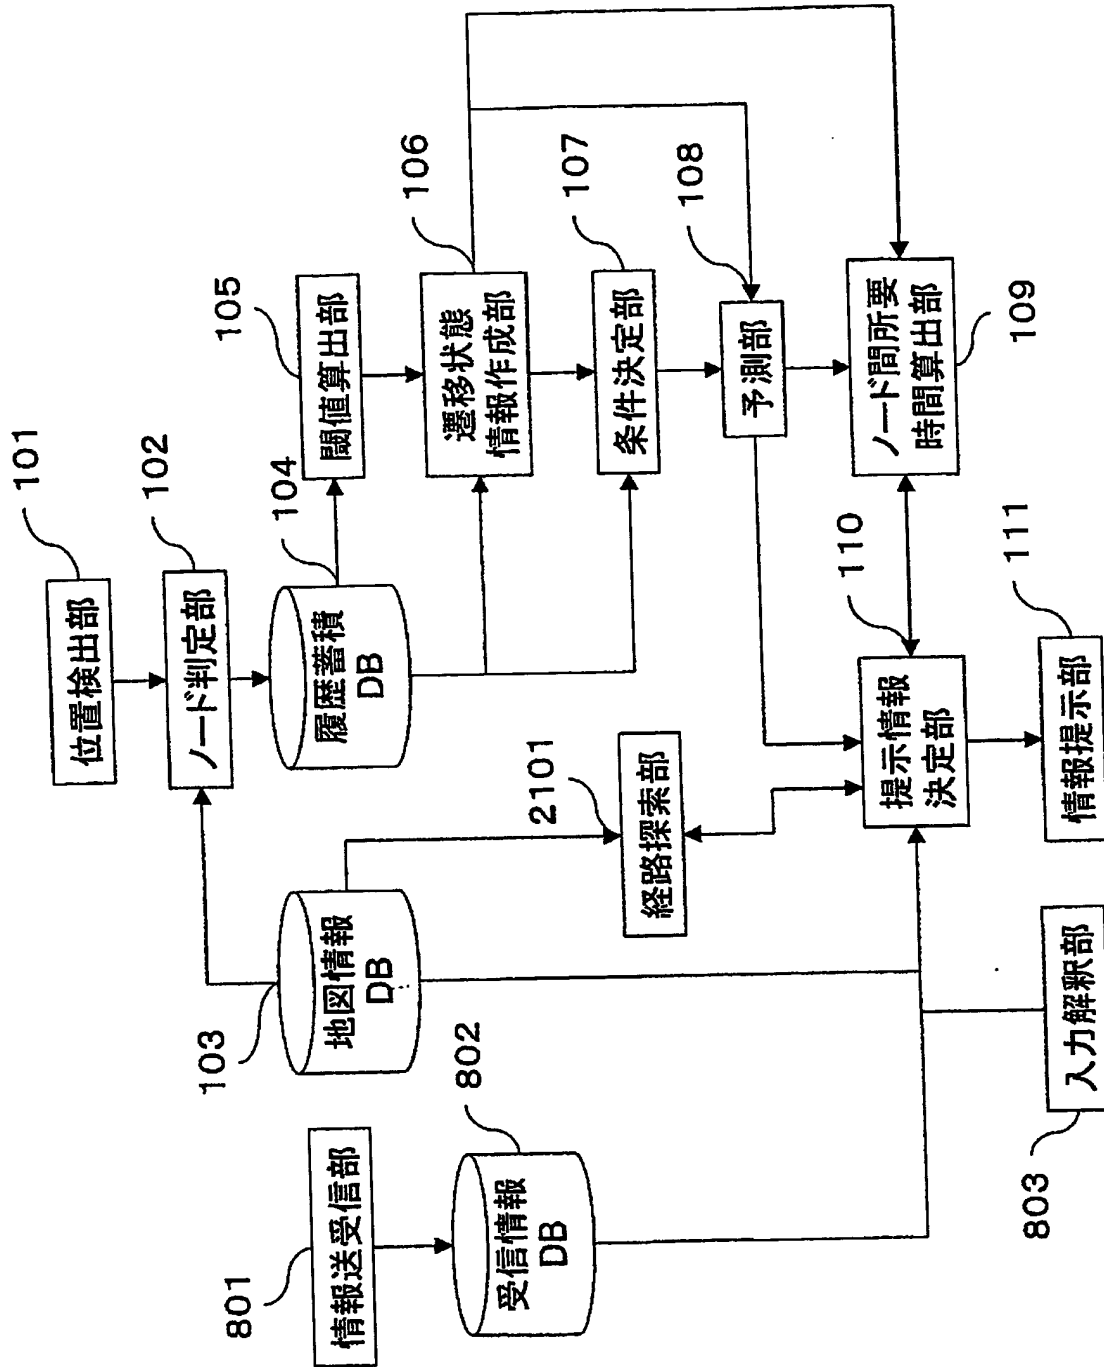 位置検出部
101
ノード判定部
102
履歴蓄積
DB
104
閾値算出部
105
遷移状態
情報作成部
106
条件決定部
107
予測部
108
ノード間所要
時間算出部
109
地図情報
DB
103
経路探索部
2101
提示情報
決定部
110
情報提示部
111
情報送受信部
801
受信情報
DB
802
入力解釈部
803